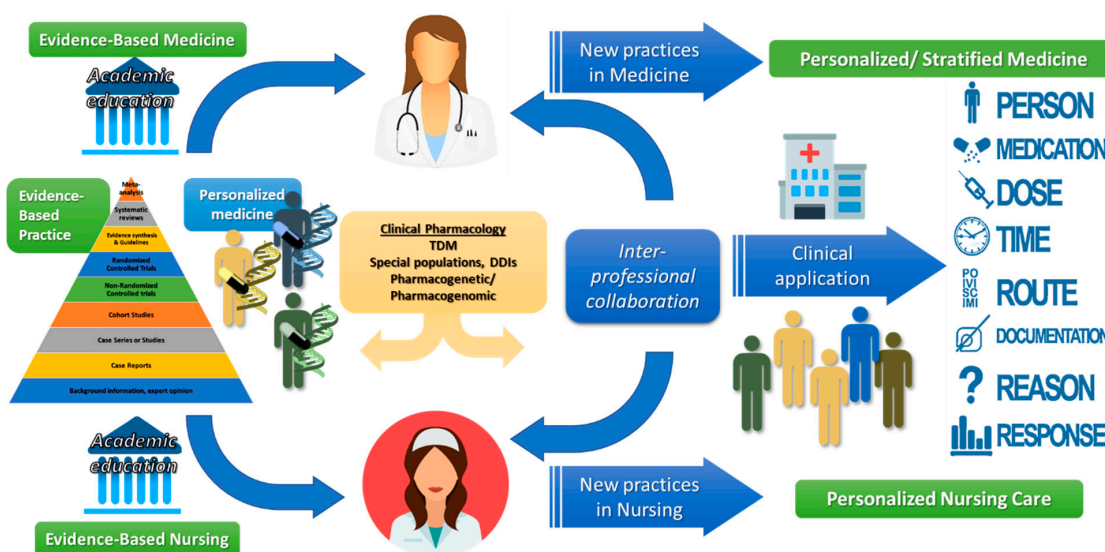 Evidence-Based Medicine
Academic
education
New practices
in Medicine
Personalized/ Stratified Medicine
Evidence-
Based
Practice
Meta-
analysis
Systematic
reviews
Evidence synthesis
& Guidelines
Randomized
Controlled Trials
Non-Randomized
Controlled trials
Cohort Studies
Case Series or Studies
Case Reports
Background information, expert opinion
Personalized
medicine
Clinical Pharmacology
TDM
Special populations, DDIs
Pharmacogenetic/
Pharmacogenomic
Inter-
professional
collaboration
Clinical
application
PERSON
MEDICATION
DOSE
TIME
PO
IV
SC
IM
ROUTE
DOCUMENTATION
?
REASON
RESPONSE
Academic
education
Evidence-Based Nursing
New practices
in Nursing
Personalized Nursing Care